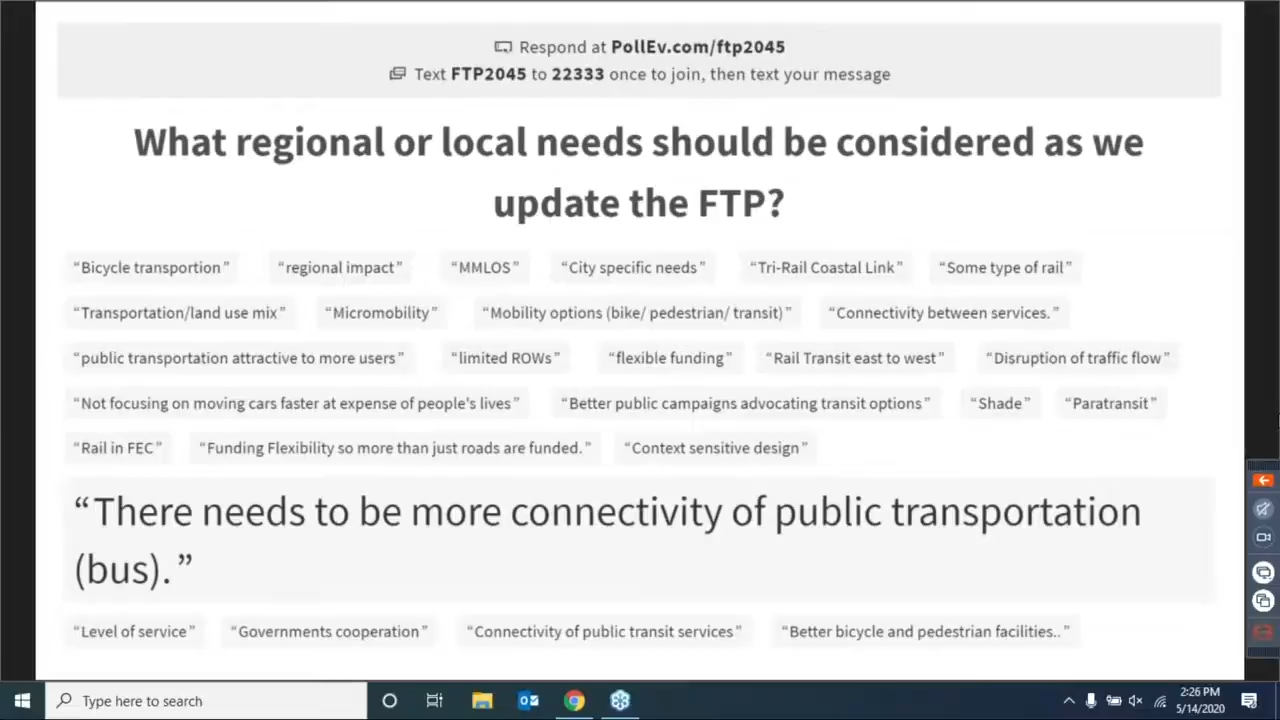 Respond at PollEv.com/ftp2045
Text FTP2045 to 22333 once to join, then text your message
What regional or local needs should be considered as we
update the FTP?
“Bicycle transportion” “regional impact” “MMLOS” “City specific needs” “Tri-Rail Coastal Link” “Some type of rail”
“Transportation/land use mix” “Micromobility” “Mobility options (bike/ pedestrian/ transit)” “Connectivity between services.”
“public transportation attractive to more users” “limited ROWs” “flexible funding” “Rail Transit east to west” “Disruption of traffic flow”
“Not focusing on moving cars faster at expense of people's lives” “Better public campaigns advocating transit options” “Shade” “Paratransit”
“Rail in FEC” “Funding Flexibility so more than just roads are funded.” “Context sensitive design”
“There needs to be more connectivity of public transportation
(bus).”
“Level of service” “Governments cooperation” “Connectivity of public transit services” “Better bicycle and pedestrian facilities..”
Type here to search
2:26 PM
5/14/2020